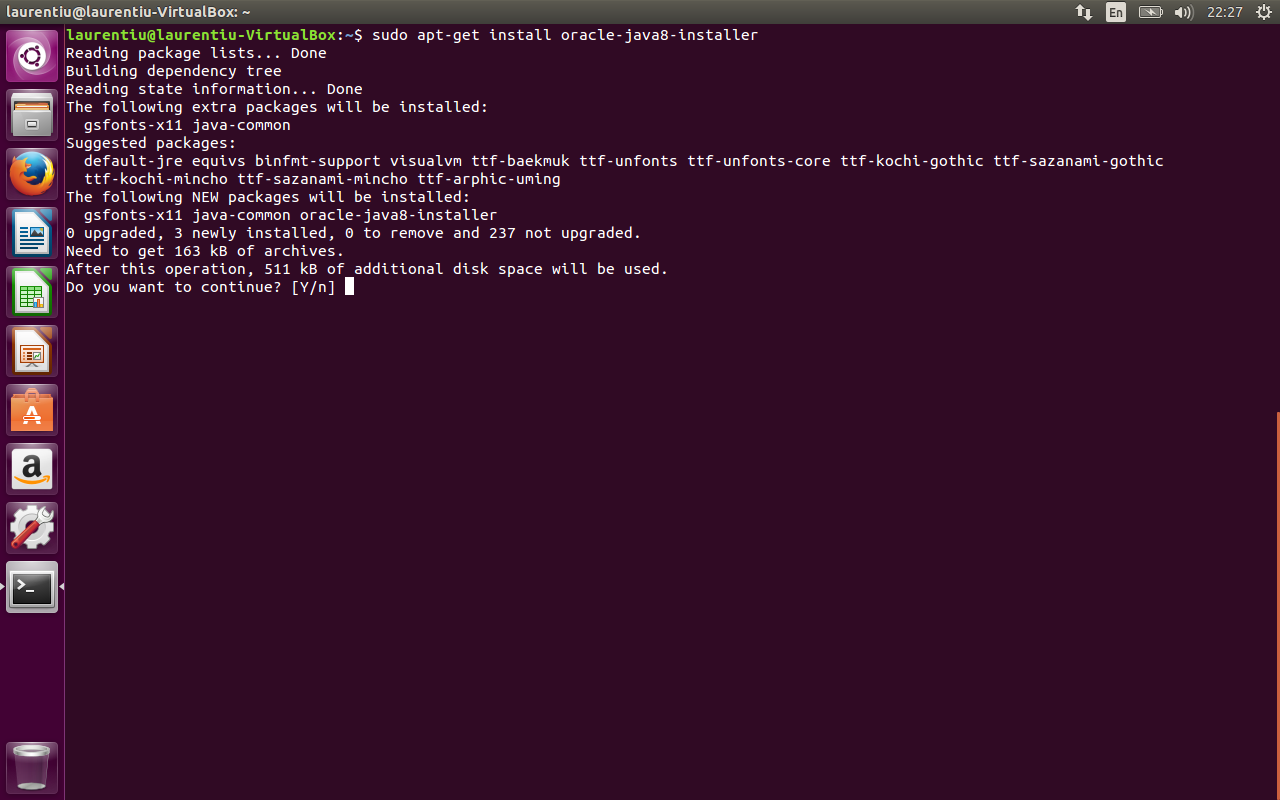 laurentiu@laurentiu-VirtualBox: ~
En
22:27
laurentiu@laurentiu-VirtualBox:~$ sudo apt-get install oracle-java8-installer
Reading package lists... Done
Building dependency tree
Reading state information... Done
The following extra packages will be installed:
  gsfonts-x11 java-common
Suggested packages:
  default-jre equivs binfmt-support visualvm ttf-baekmuk ttf-unfonts ttf-unfonts-core ttf-kochi-gothic ttf-sazanami-gothic
  ttf-kochi-mincho ttf-sazanami-mincho ttf-arphic-uming
The following NEW packages will be installed:
  gsfonts-x11 java-common oracle-java8-installer
0 upgraded, 3 newly installed, 0 to remove and 237 not upgraded.
Need to get 163 kB of archives.
After this operation, 511 kB of additional disk space will be used.
Do you want to continue? [Y/n]